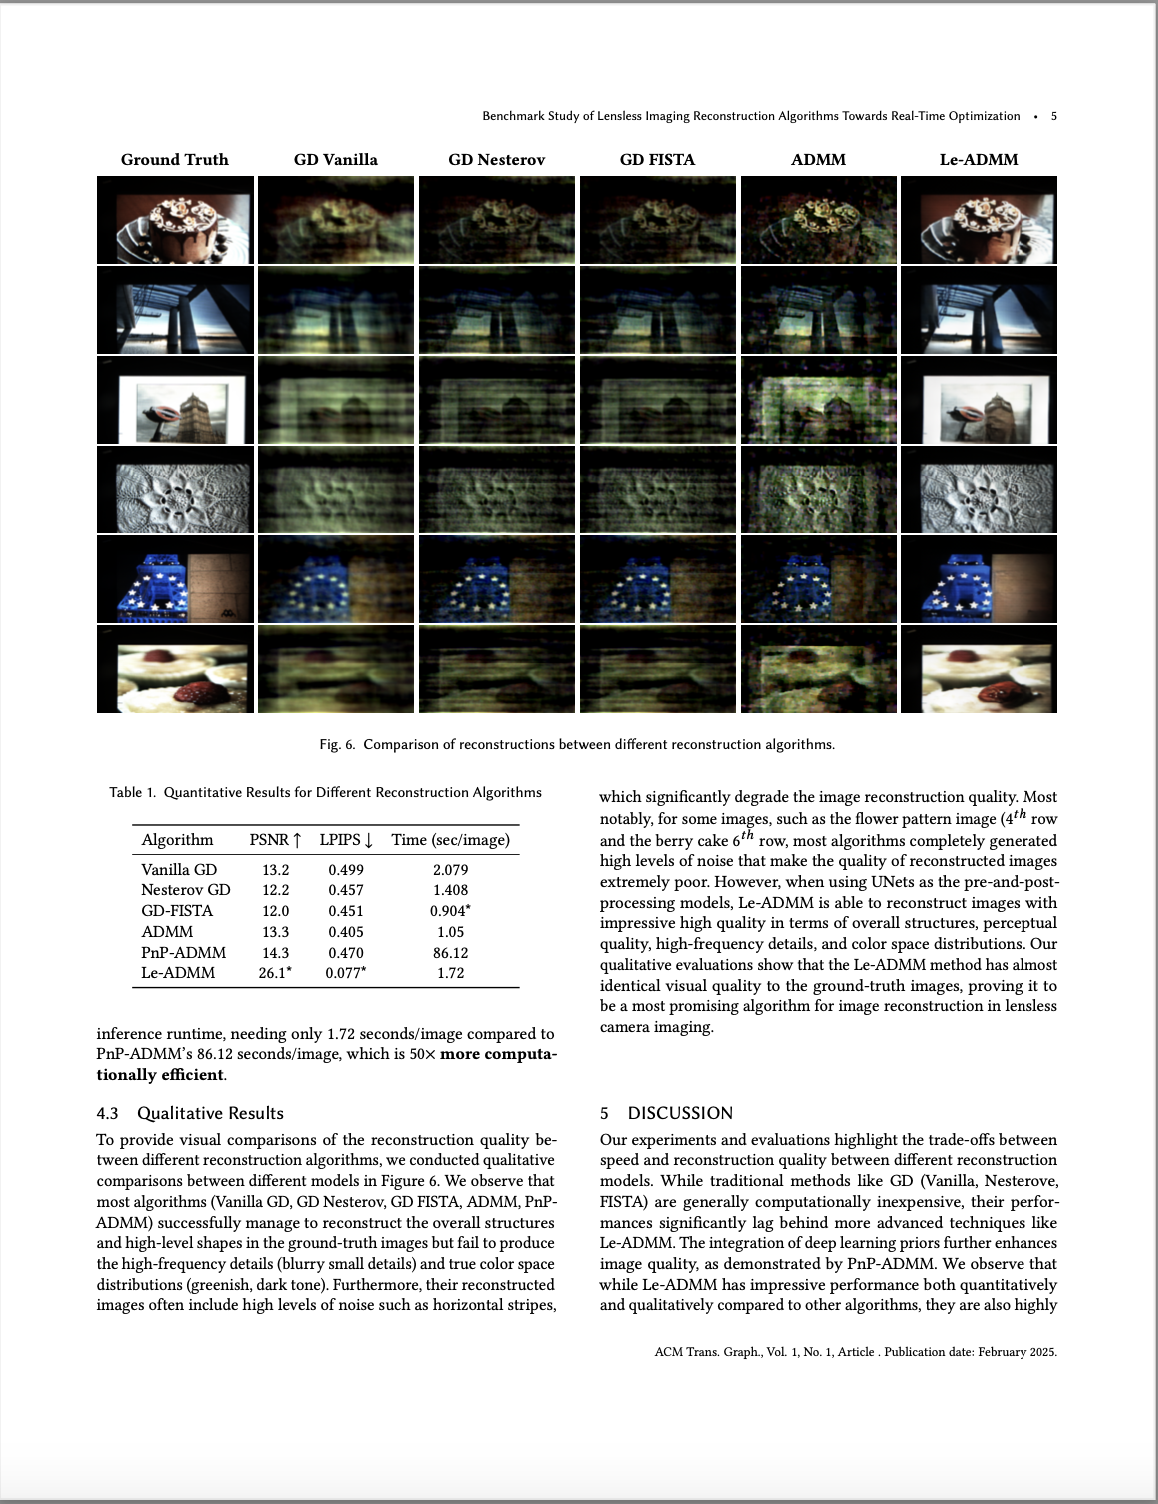 Benchmark Study of Lensless Imaging Reconstruction Algorithms Towards Real-Time Optimization • 5
Ground Truth GD Vanilla GD Nesterov GD FISTA ADMM Le-ADMM
Fig. 6. Comparison of reconstructions between different reconstruction algorithms.
Table 1. Quantitative Results for Different Reconstruction Algorithms
Algorithm PSNR ↑ LPIPS ↓ Time (sec/image)
Vanilla GD 13.2 0.499 2.079
Nesterov GD 12.2 0.457 1.408
GD-FISTA 12.0 0.451 0.904*
ADMM 13.3 0.405 1.05
PnP-ADMM 14.3 0.470 86.12
Le-ADMM 26.1* 0.077* 1.72
inference runtime, needing only 1.72 seconds/image compared to
PnP-ADMM's 86.12 seconds/image, which is 50× more computa-
tionally efficient.
4.3 Qualitative Results
To provide visual comparisons of the reconstruction quality be-
tween different reconstruction algorithms, we conducted qualitative
comparisons between different models in Figure 6. We observe that
most algorithms (Vanilla GD, GD Nesterov, GD FISTA, ADMM, PnP-
ADMM) successfully manage to reconstruct the overall structures
and high-level shapes in the ground-truth images but fail to produce
the high-frequency details (blurry small details) and true color space
distributions (greenish, dark tone). Furthermore, their reconstructed
images often include high levels of noise such as horizontal stripes,
which significantly degrade the image reconstruction quality. Most
notably, for some images, such as the flower pattern image (4th row
and the berry cake 6th row, most algorithms completely generated
high levels of noise that make the quality of reconstructed images
extremely poor. However, when using UNets as the pre-and-post-
processing models, Le-ADMM is able to reconstruct images with
impressive high quality in terms of overall structures, perceptual
quality, high-frequency details, and color space distributions. Our
qualitative evaluations show that the Le-ADMM method has almost
identical visual quality to the ground-truth images, proving it to
be a most promising algorithm for image reconstruction in lensless
camera imaging.
5 DISCUSSION
Our experiments and evaluations highlight the trade-offs between
speed and reconstruction quality between different reconstruction
models. While traditional methods like GD (Vanilla, Nesterove,
FISTA) are generally computationally inexpensive, their perfor-
mances significantly lag behind more advanced techniques like
Le-ADMM. The integration of deep learning priors further enhances
image quality, as demonstrated by PnP-ADMM. We observe that
while Le-ADMM has impressive performance both quantitatively
and qualitatively compared to other algorithms, they are also highly
ACM Trans. Graph., Vol. 1, No. 1, Article . Publication date: February 2025.